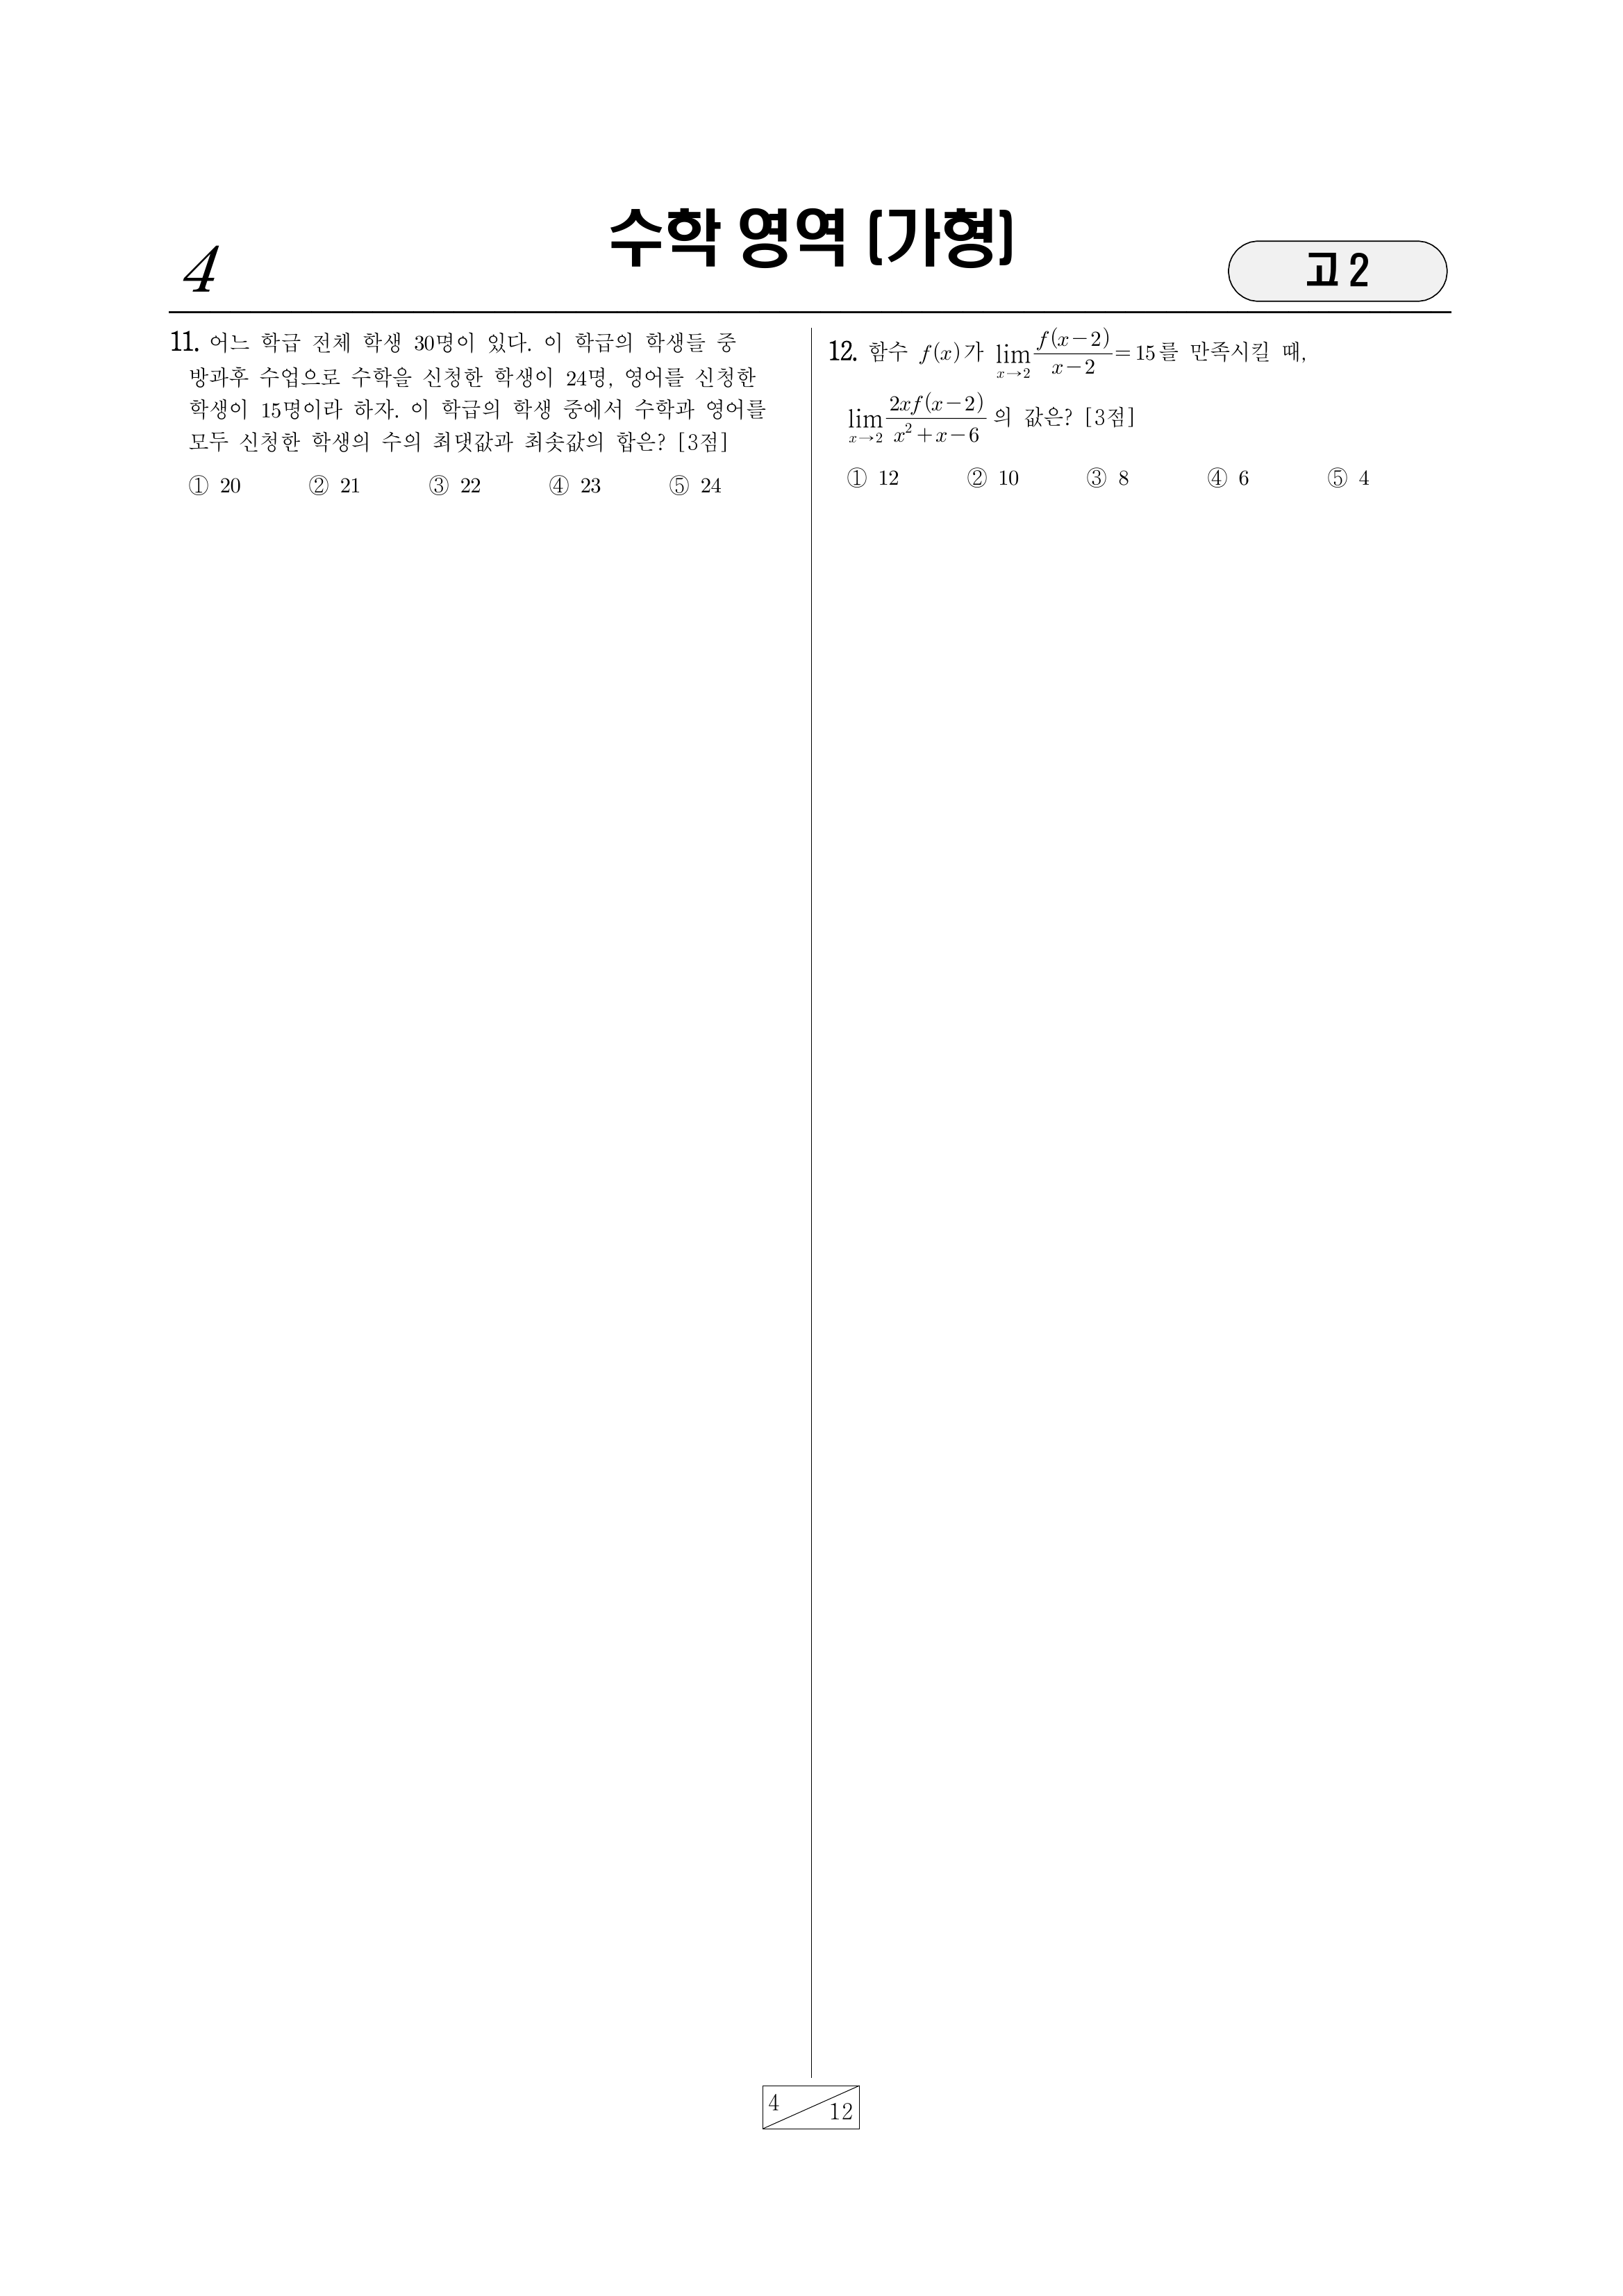 수학 영역 (가형)
4
고 2
11. 어느 학급 전체 학생 30명이 있다. 이 학급의 학생들 중
방과후 수업으로 수학을 신청한 학생이 24명, 영어를 신청한
학생이 15명이라 하자. 이 학급의 학생 중에서 수학과 영어를
모두 신청한 학생의 수의 최댓값과 최솟값의 합은? [3점]
① 20 ② 21 ③ 22 ④ 23 ⑤ 24
12. 함수 f(x)가 lim_{x→2} f(x-2)/(x-2) = 15를 만족시킬 때,
lim_{x→2} 2xf(x-2)/(x²+x-6) 의 값은? [3점]
① 12 ② 10 ③ 8 ④ 6 ⑤ 4
4 12